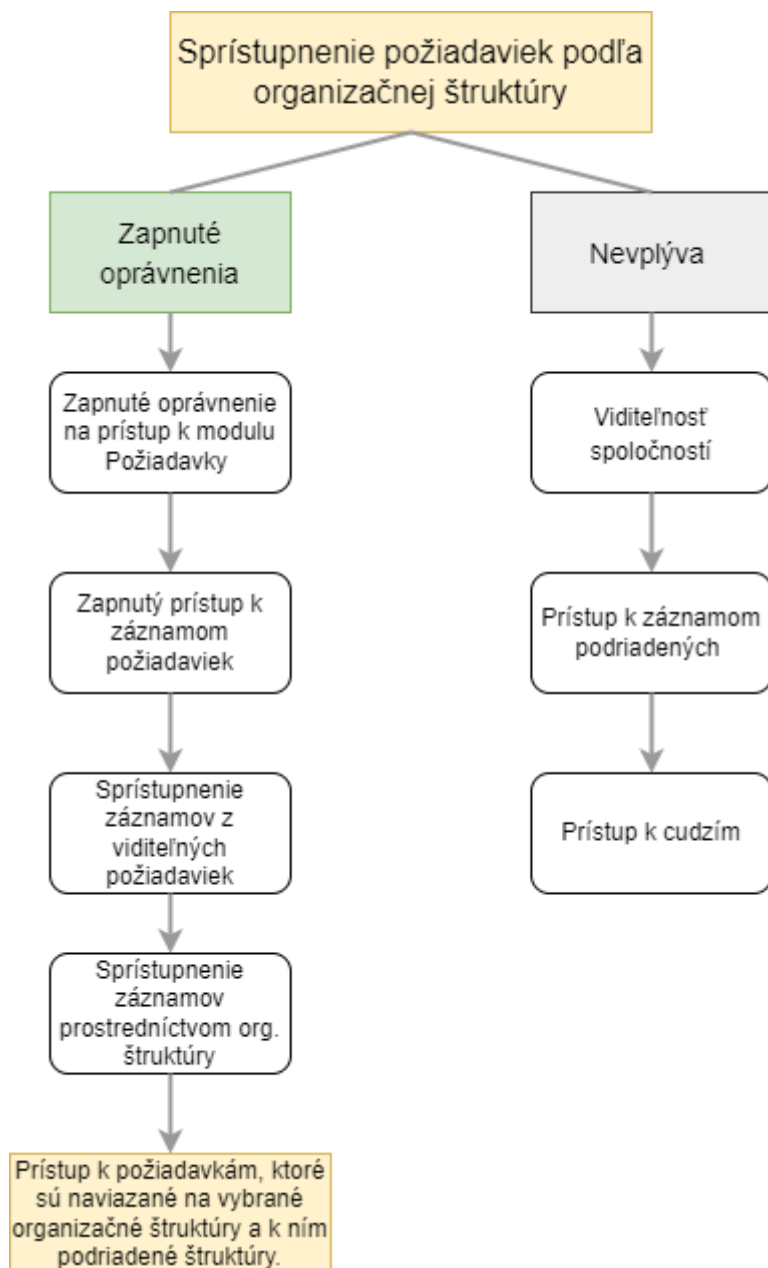 Sprístupnenie požiadaviek podľa
organizačnej štruktúry
Zapnuté
oprávnenia
Nevplýva
Zapnuté oprávnenie
na prístup k modulu
Požiadavky
Viditeľnosť
spoločností
Zapnutý prístup k
záznamom
požiadaviek
Prístup k záznamom
podriadených
Sprístupnenie
záznamov z
viditeľných
požiadaviek
Prístup k cudzím
Sprístupnenie
záznamov
prostredníctvom org.
štruktúry
Prístup k požiadavkám, ktoré
sú naviazané na vybrané
organizačné štruktúry a k ním
podriadené štruktúry.